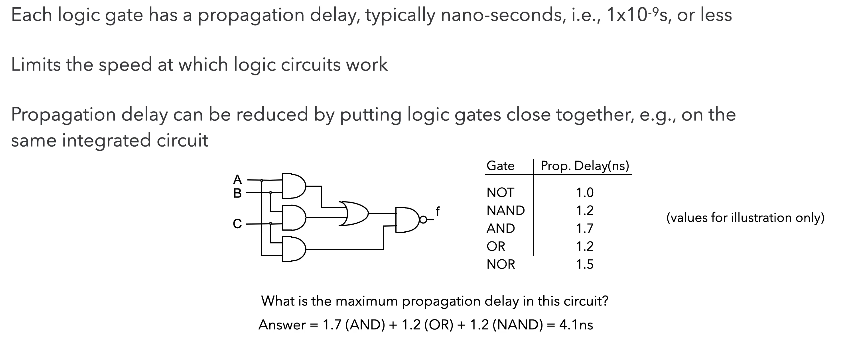 Each logic gate has a propagation delay, typically nano-seconds, i.e., 1x10⁻⁹s, or less
Limits the speed at which logic circuits work
Propagation delay can be reduced by putting logic gates close together, e.g., on the
same integrated circuit
A
B
C
f
Gate Prop. Delay(ns)
NOT 1.0
NAND 1.2
AND 1.7
OR 1.2
NOR 1.5
(values for illustration only)
What is the maximum propagation delay in this circuit?
Answer = 1.7 (AND) + 1.2 (OR) + 1.2 (NAND) = 4.1ns